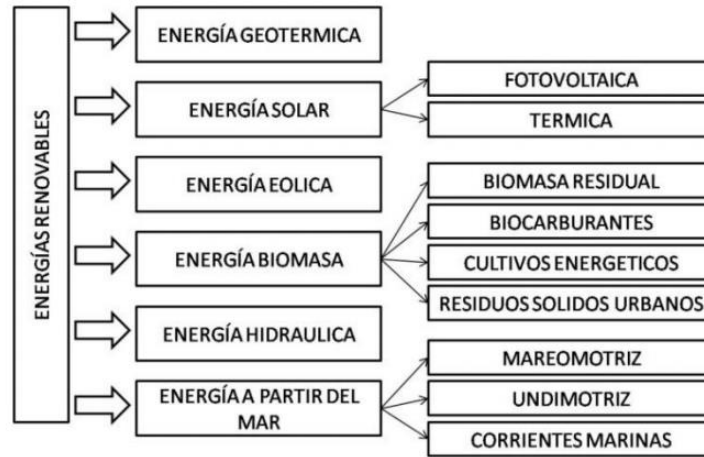 ENERGÍAS RENOVABLES
ENERGÍA GEOTERMICA
ENERGÍA SOLAR
FOTOVOLTAICA
TERMICA
ENERGÍA EOLICA
ENERGÍA BIOMASA
BIOMASA RESIDUAL
BIOCARBURANTES
CULTIVOS ENERGETICOS
RESIDUOS SOLIDOS URBANOS
ENERGÍA HIDRAULICA
ENERGÍA A PARTIR DEL
MAR
MAREOMOTRIZ
UNDIMOTRIZ
CORRIENTES MARINAS